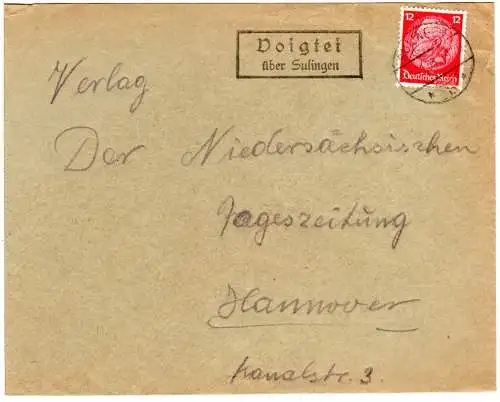 Voigtei
über Sulingen
12 12
Deutsches Reich
Verlag
Der Niedersächsischen
Tageszeitung
Hannover
Kanalstr. 3.